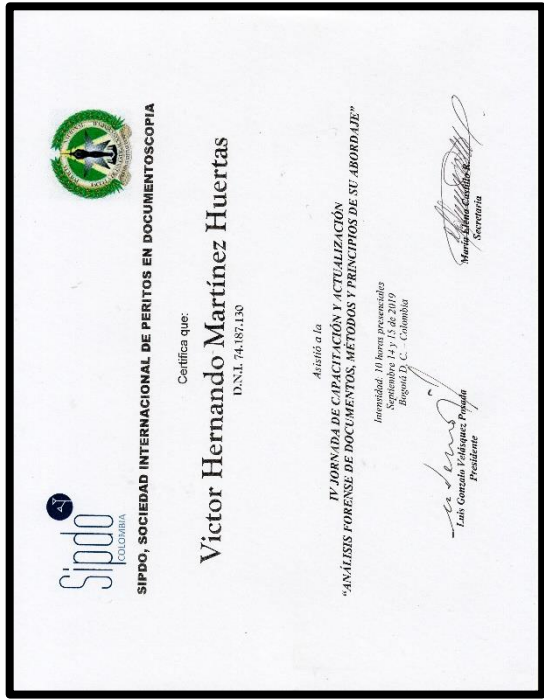 Sipdo
COLOMBIA
SIPDO, SOCIEDAD INTERNACIONAL DE PERITOS EN DOCUMENTOSCOPIA
Certifica que:
Victor Hernando Martínez Huertas
D.N.I. 74.187.130
Asistió a la
IV JORNADA DE CAPACITACIÓN Y ACTUALIZACIÓN
“ANÁLISIS FORENSE DE DOCUMENTOS, MÉTODOS Y PRINCIPIOS DE SU ABORDAJE”
Intensidad: 10 horas presenciales
Septiembre 14 y 15 de 2019
Bogotá D. C. - Colombia
Luis Gonzalo Velásquez Posada
Presidente
María Elena Castillo R.
Secretaria